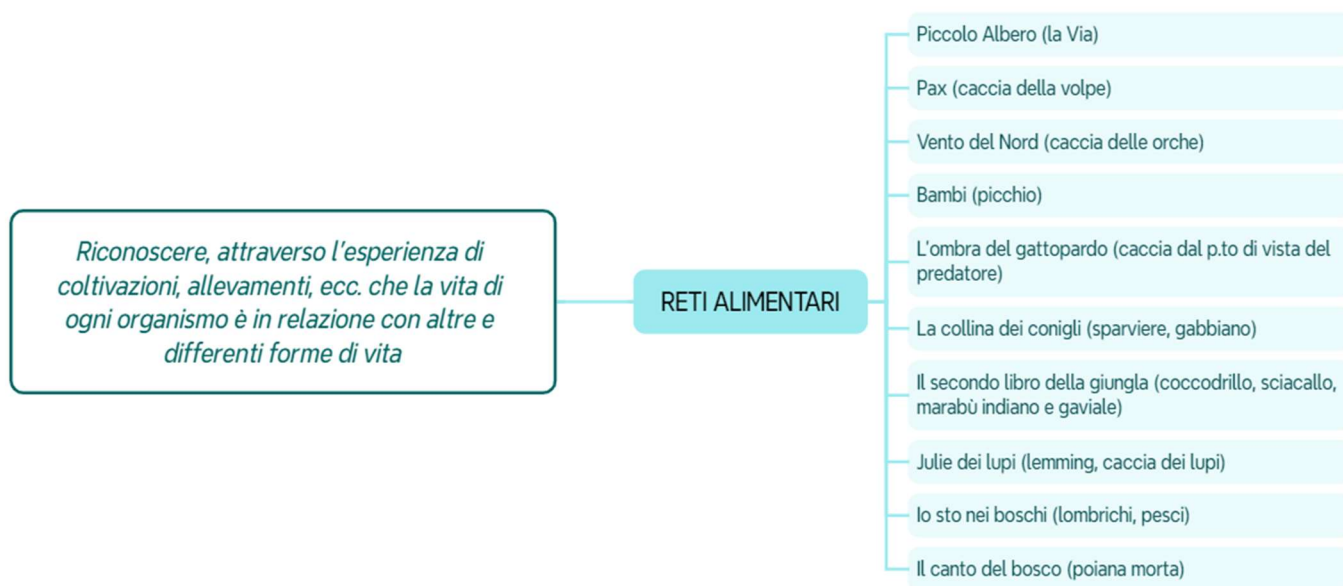 Riconoscere, attraverso l'esperienza di
coltivazioni, allevamenti, ecc. che la vita di
ogni organismo è in relazione con altre e
differenti forme di vita
RETI ALIMENTARI
Piccolo Albero (la Via)
Pax (caccia della volpe)
Vento del Nord (caccia delle orche)
Bambi (picchio)
L'ombra del gattopardo (caccia dal p.to di vista del
predatore)
La collina dei conigli (sparviere, gabbiano)
Il secondo libro della giungla (coccodrillo, sciacallo,
marabù indiano e gaviale)
Julie dei lupi (lemming, caccia dei lupi)
Io sto nei boschi (lombrichi, pesci)
Il canto del bosco (poiana morta)